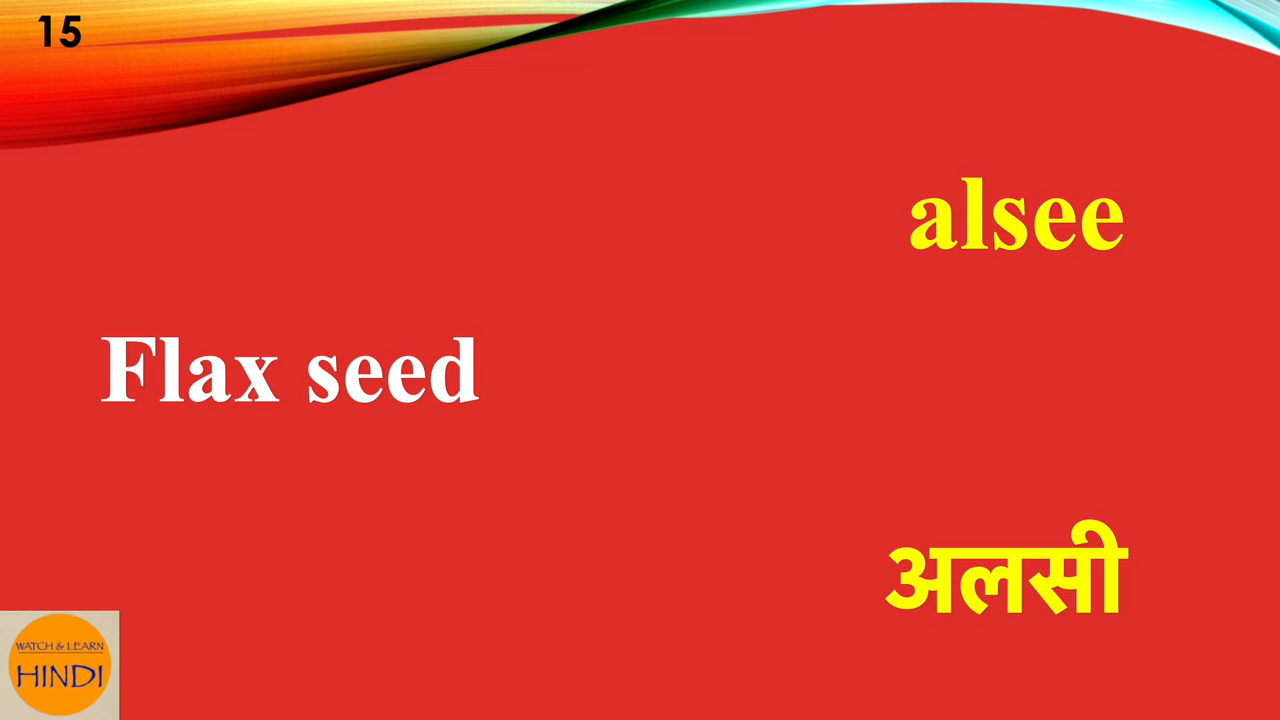 15
alsee
Flax seed
अलसी
WATCH & LEARN
HINDI